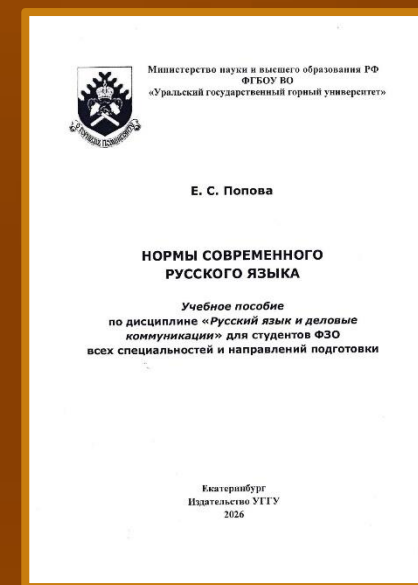 Министерство науки и высшего образования РФ
ФГБОУ ВО
«Уральский государственный горный университет»
Е. С. Попова
НОРМЫ СОВРЕМЕННОГО
РУССКОГО ЯЗЫКА
Учебное пособие
по дисциплине «Русский язык и деловые
коммуникации» для студентов ФЗО
всех специальностей и направлений подготовки
Екатеринбург
Издательство УГГУ
2026